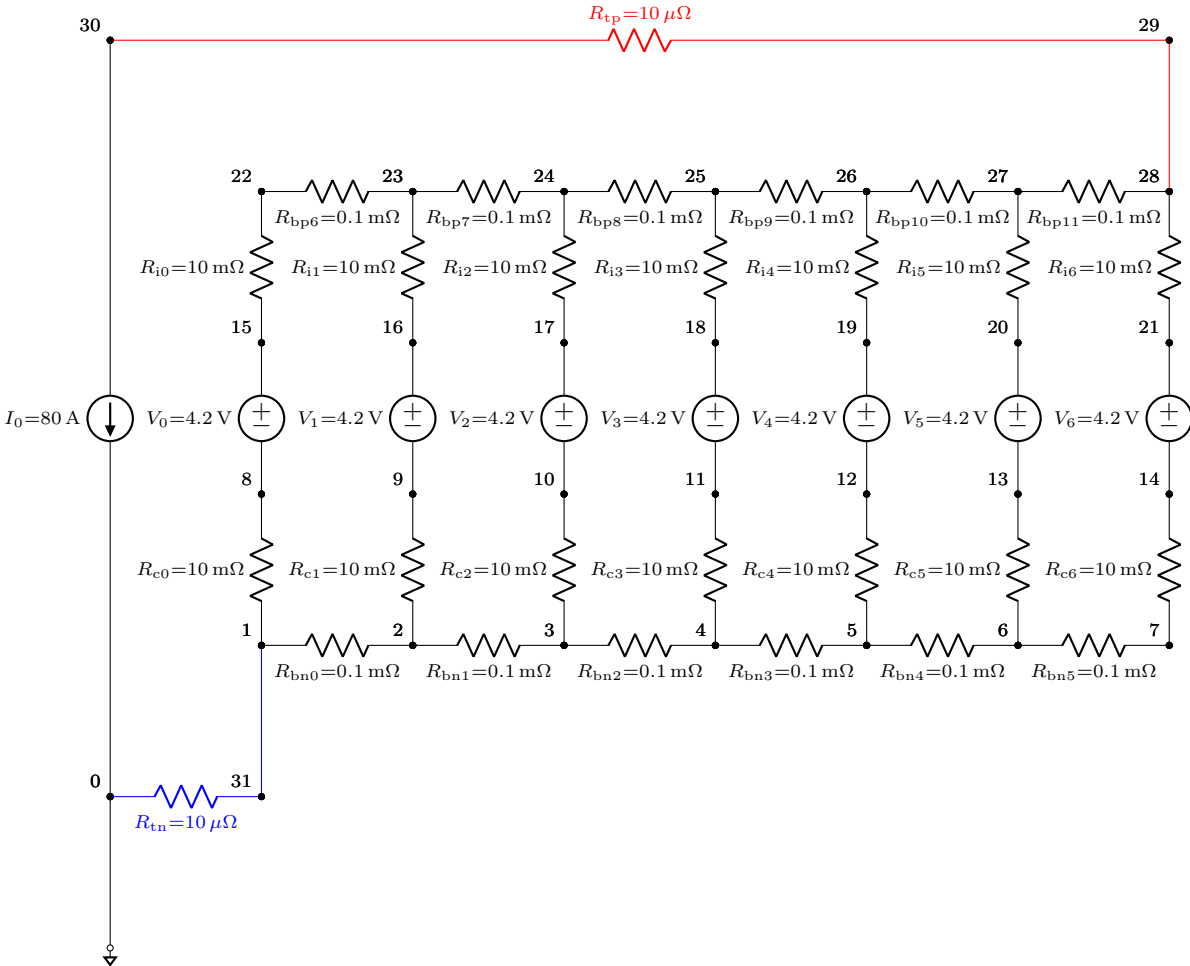 R_tp=10 μΩ
30
29
22
23
24
25
26
27
28
R_bp6=0.1 mΩ
R_bp7=0.1 mΩ
R_bp8=0.1 mΩ
R_bp9=0.1 mΩ
R_bp10=0.1 mΩ
R_bp11=0.1 mΩ
R_i0=10 mΩ
R_i1=10 mΩ
R_i2=10 mΩ
R_i3=10 mΩ
R_i4=10 mΩ
R_i5=10 mΩ
R_i6=10 mΩ
15
16
17
18
19
20
21
I_0=80 A
V_0=4.2 V
V_1=4.2 V
V_2=4.2 V
V_3=4.2 V
V_4=4.2 V
V_5=4.2 V
V_6=4.2 V
8
9
10
11
12
13
14
R_c0=10 mΩ
R_c1=10 mΩ
R_c2=10 mΩ
R_c3=10 mΩ
R_c4=10 mΩ
R_c5=10 mΩ
R_c6=10 mΩ
1
2
3
4
5
6
7
R_bn0=0.1 mΩ
R_bn1=0.1 mΩ
R_bn2=0.1 mΩ
R_bn3=0.1 mΩ
R_bn4=0.1 mΩ
R_bn5=0.1 mΩ
0
31
R_tn=10 μΩ